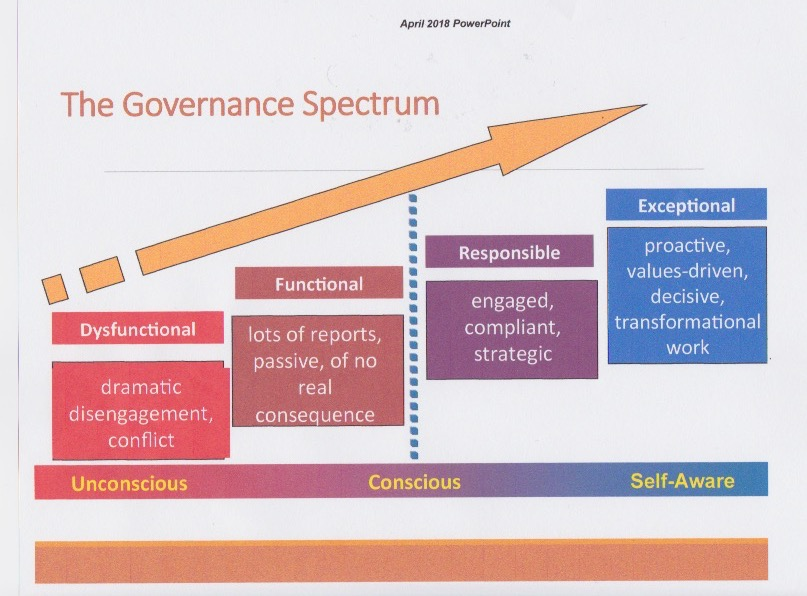 April 2018 PowerPoint
The Governance Spectrum
Dysfunctional
dramatic
disengagement,
conflict
Functional
lots of reports,
passive, of no
real
consequence
Responsible
engaged,
compliant,
strategic
Exceptional
proactive,
values-driven,
decisive,
transformational
work
Unconscious
Conscious
Self-Aware